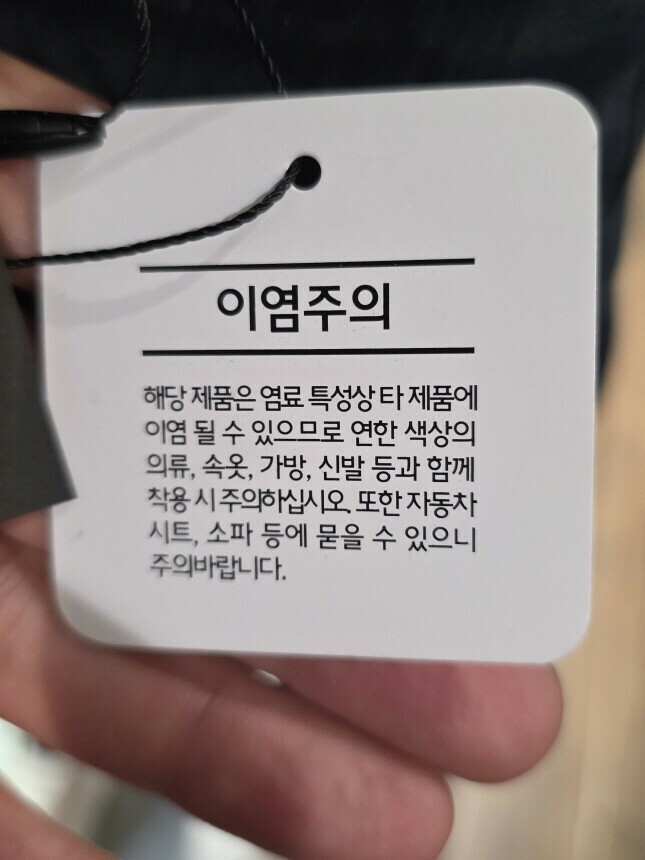 이염주의
해당 제품은 염료 특성상 타 제품에
이염 될 수 있으므로 연한 색상의
의류, 속옷, 가방, 신발 등과 함께
착용 시 주의하십시오. 또한 자동차
시트, 소파 등에 묻을 수 있으니
주의바랍니다.